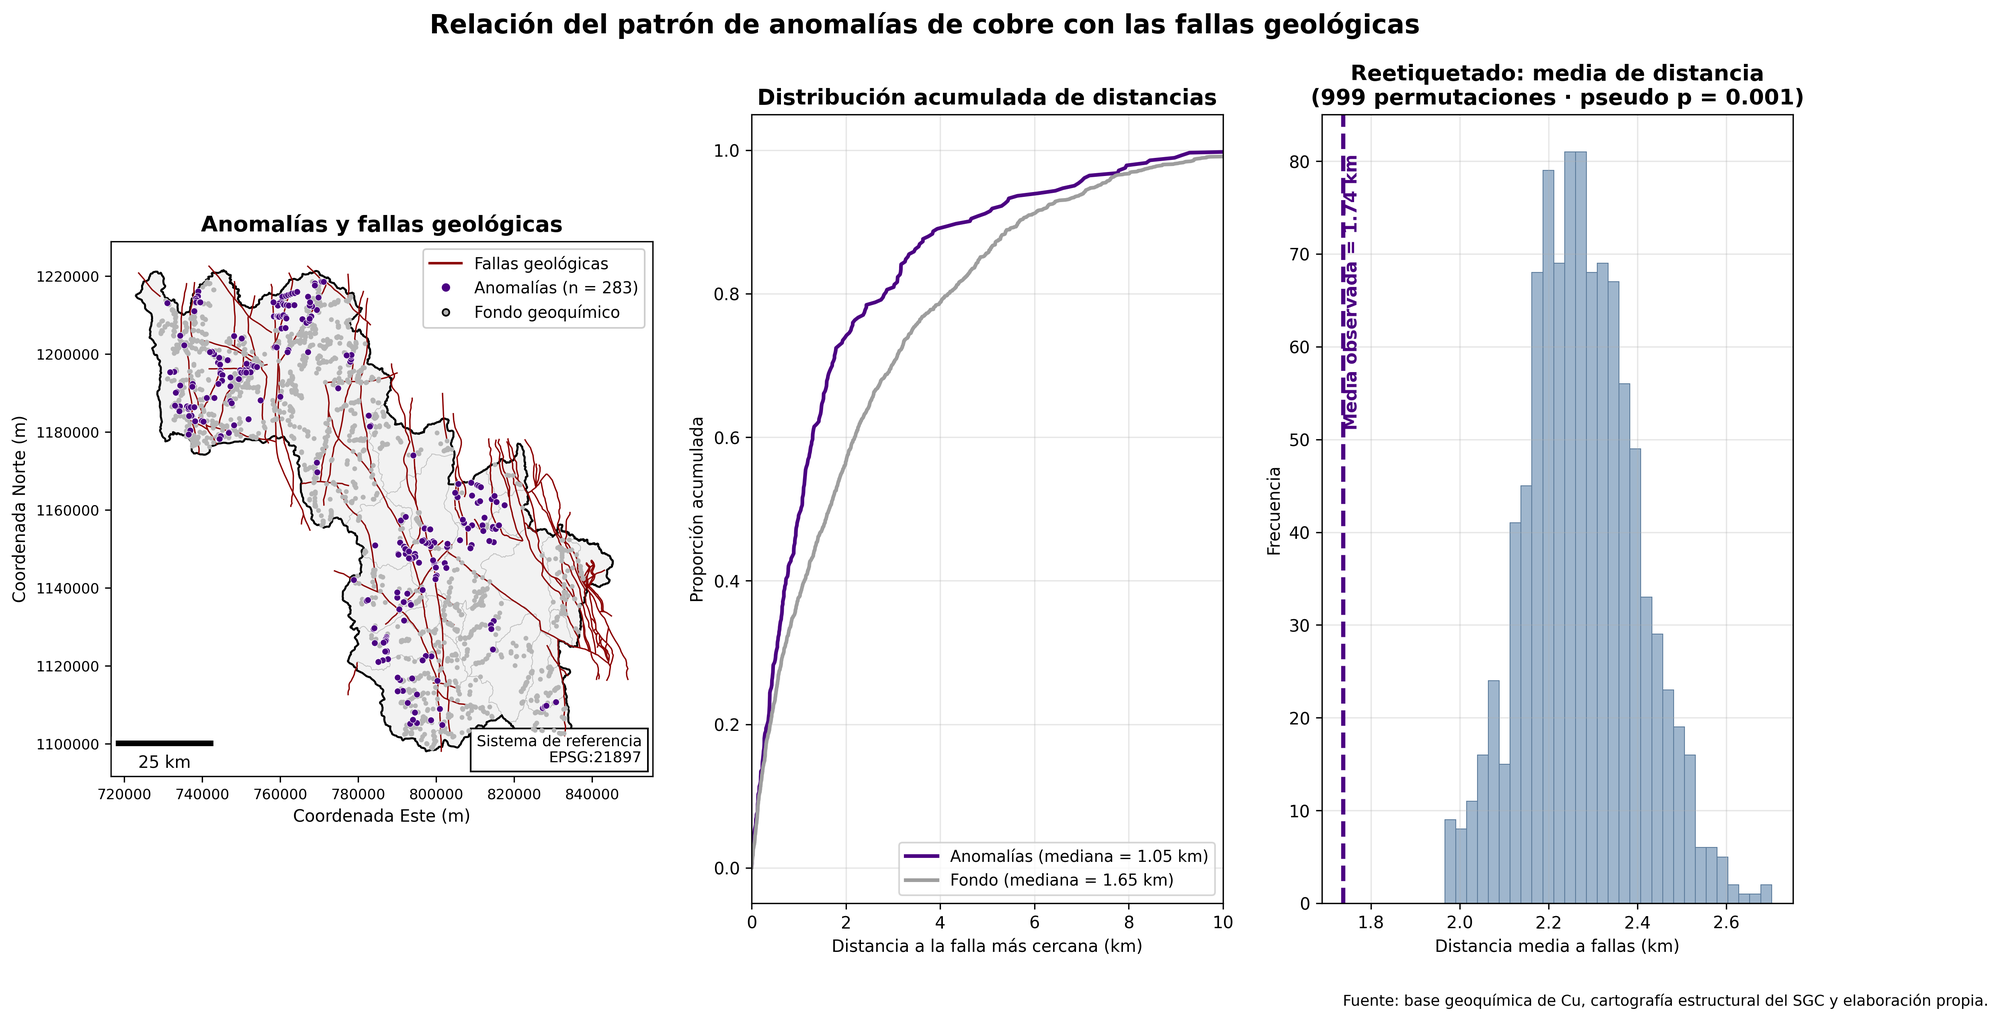 Relación del patrón de anomalías de cobre con las fallas geológicas
Anomalías y fallas geológicas
Fallas geológicas
Anomalías (n = 283)
Fondo geoquímico
Coordenada Norte (m)
1220000
1200000
1180000
1160000
1140000
1120000
1100000
25 km
Sistema de referencia
EPSG:21897
720000 740000 760000 780000 800000 820000 840000
Coordenada Este (m)
Distribución acumulada de distancias
Proporción acumulada
1.0
0.8
0.6
0.4
0.2
0.0
Anomalías (mediana = 1.05 km)
Fondo (mediana = 1.65 km)
0 2 4 6 8 10
Distancia a la falla más cercana (km)
Reetiquetado: media de distancia
(999 permutaciones · pseudo p = 0.001)
Frecuencia
80
70
60
50
40
30
20
10
0
Media observada = 1.74 km
1.8 2.0 2.2 2.4 2.6
Distancia media a fallas (km)
Fuente: base geoquímica de Cu, cartografía estructural del SGC y elaboración propia.